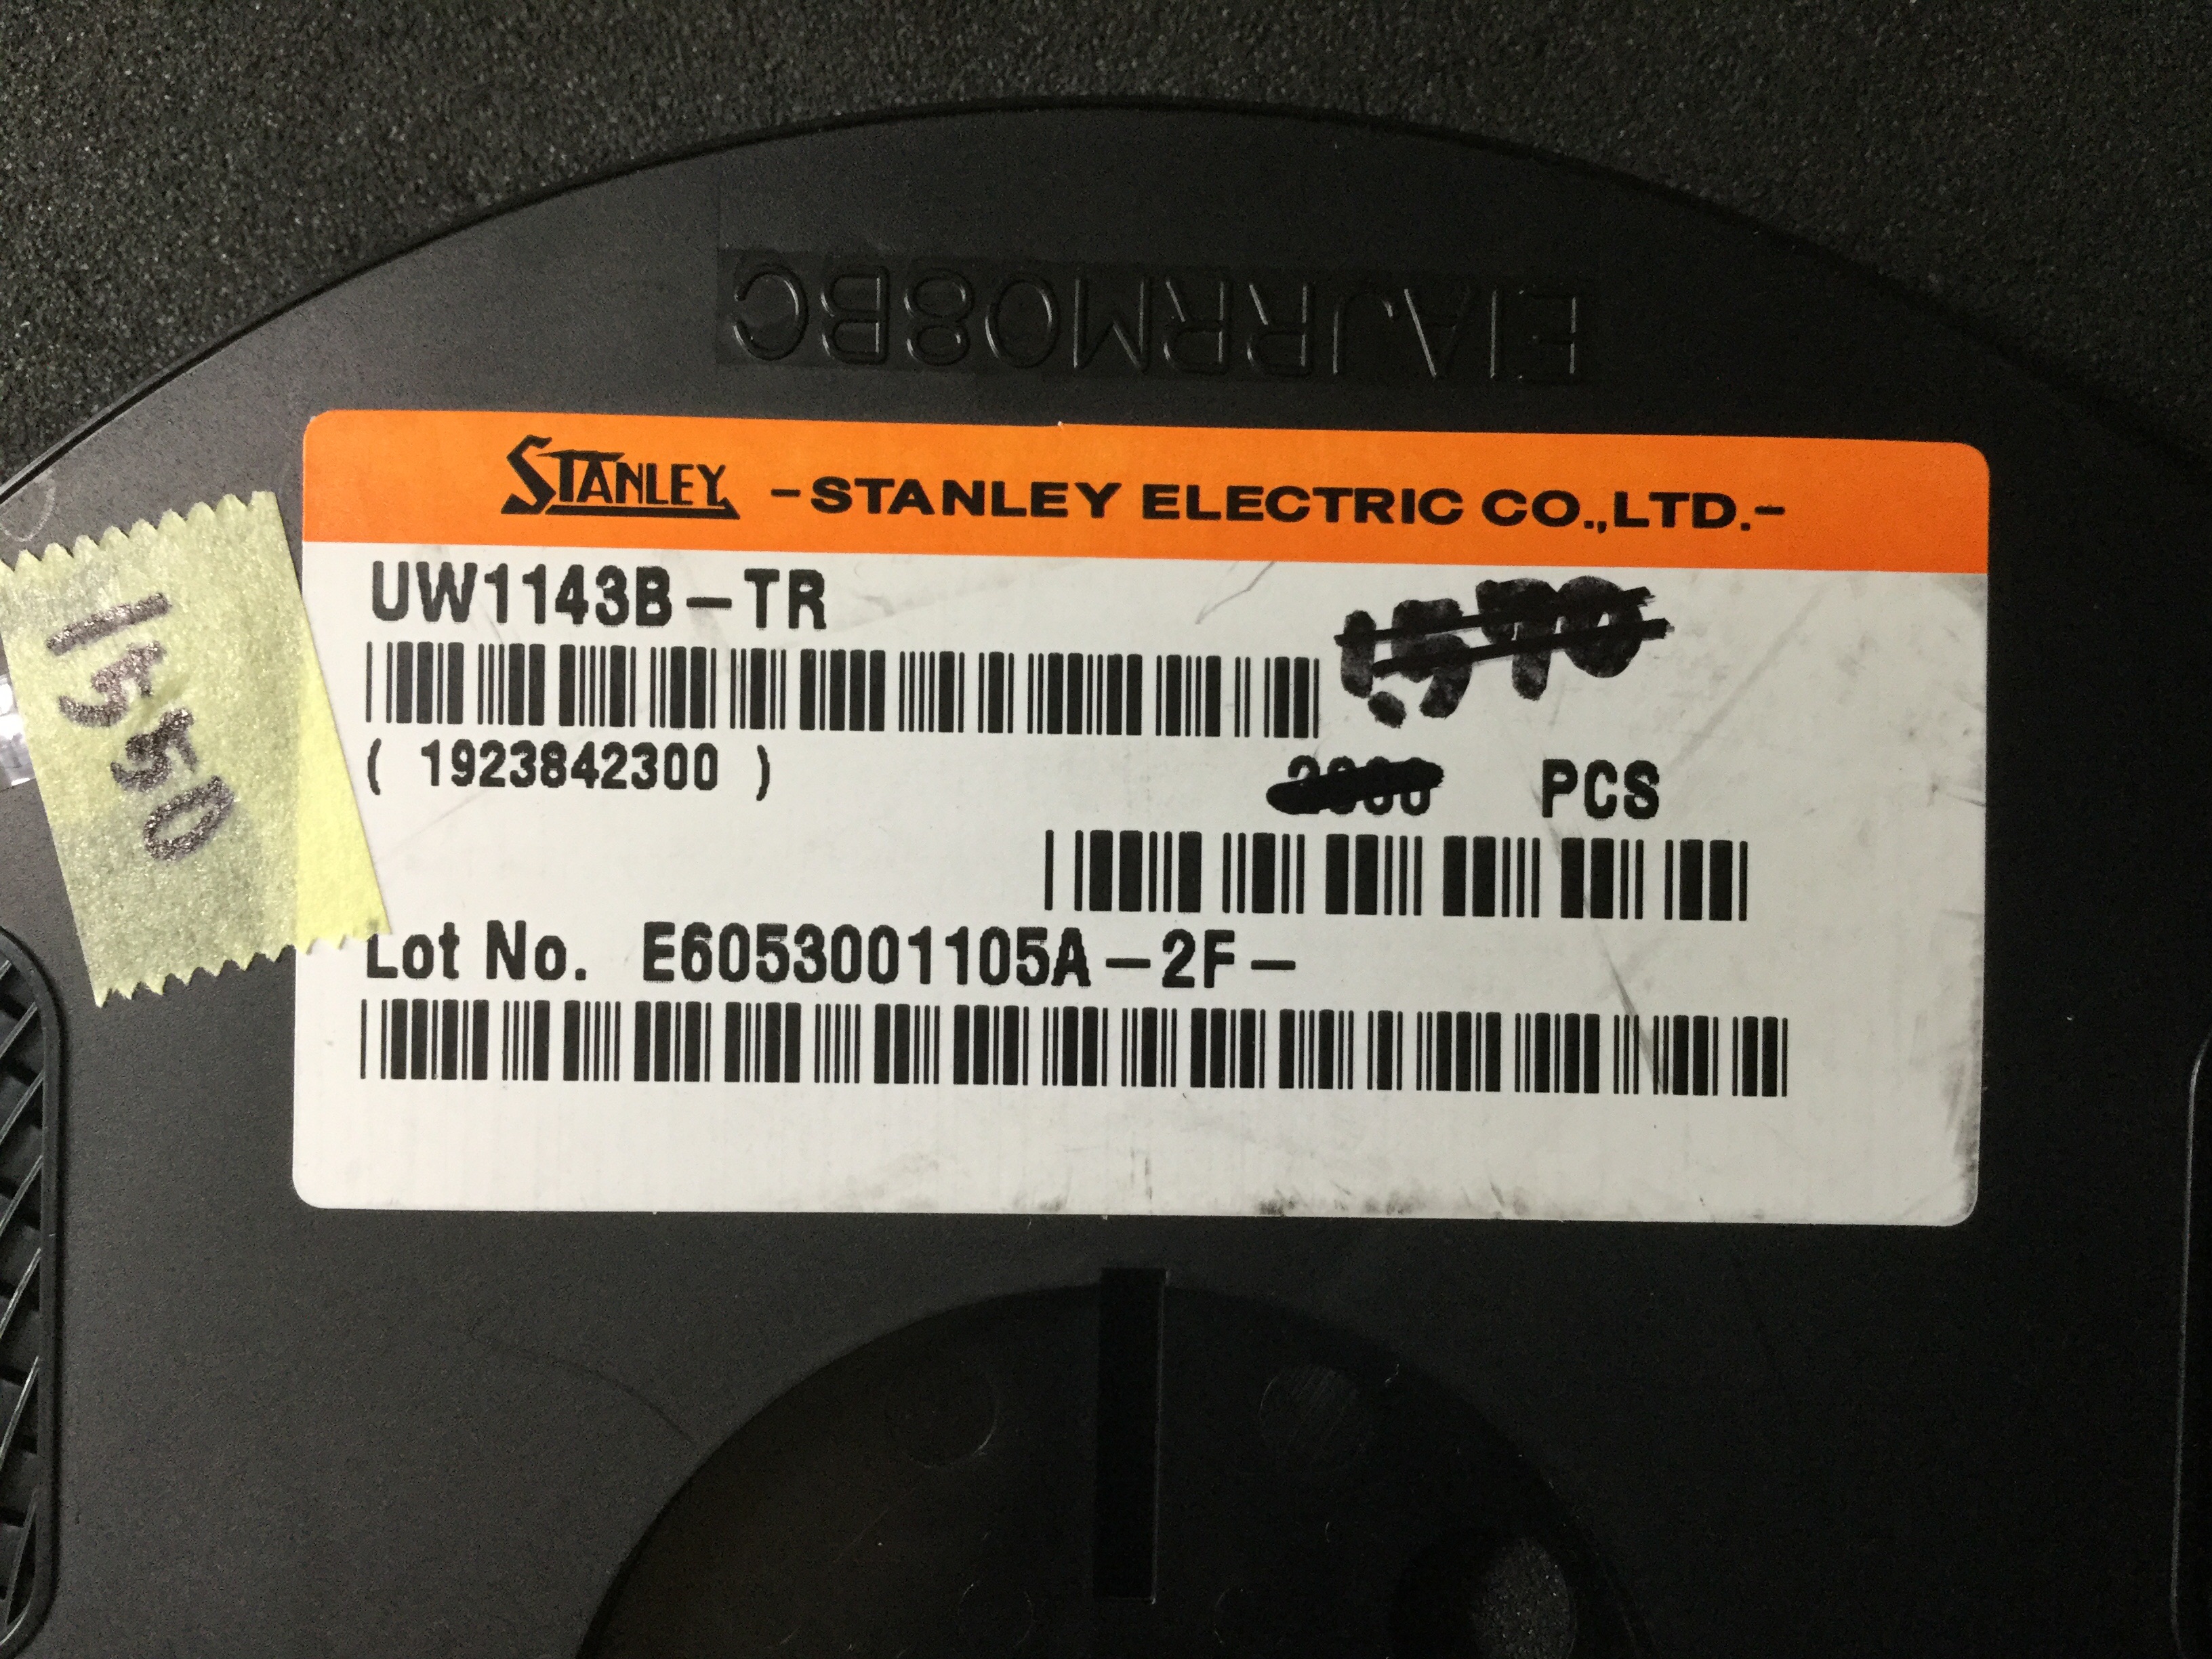 EIAJRRM08BC
STANLEY -STANLEY ELECTRIC CO.,LTD.-
UW1143B-TR
( 1923842300 )
PCS
Lot No. E6053001105A-2F-
1550